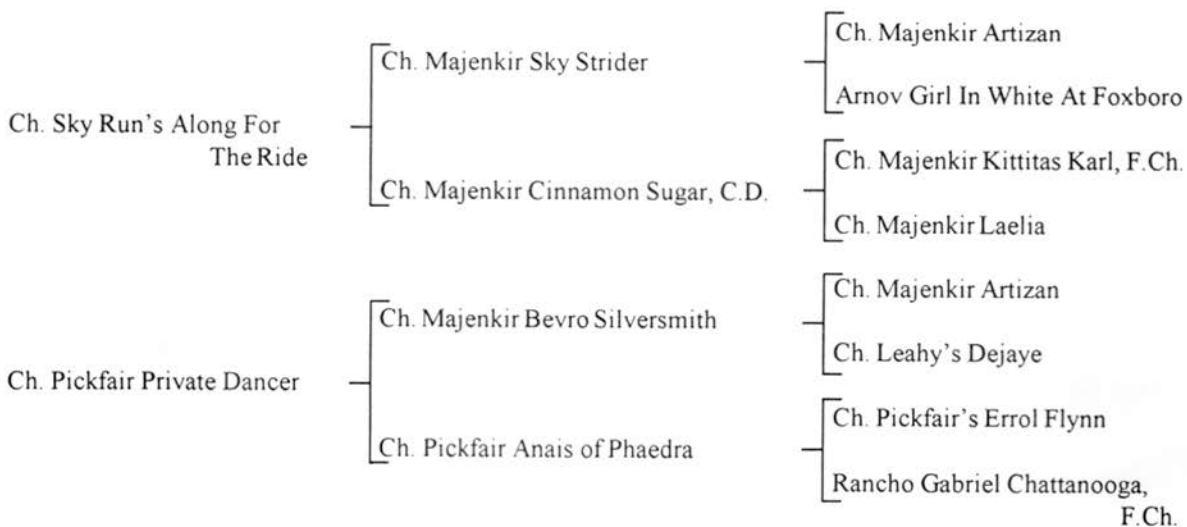 Ch. Sky Run's Along For
The Ride
Ch. Majenkir Sky Strider
Ch. Majenkir Cinnamon Sugar, C.D.
Ch. Majenkir Artizan
Arnov Girl In White At Foxboro
Ch. Majenkir Kittitas Karl, F.Ch.
Ch. Majenkir Laelia
Ch. Pickfair Private Dancer
Ch. Majenkir Bevro Silversmith
Ch. Pickfair Anais of Phaedra
Ch. Majenkir Artizan
Ch. Leahy's Dejaye
Ch. Pickfair's Errol Flynn
Rancho Gabriel Chattanooga,
F.Ch.